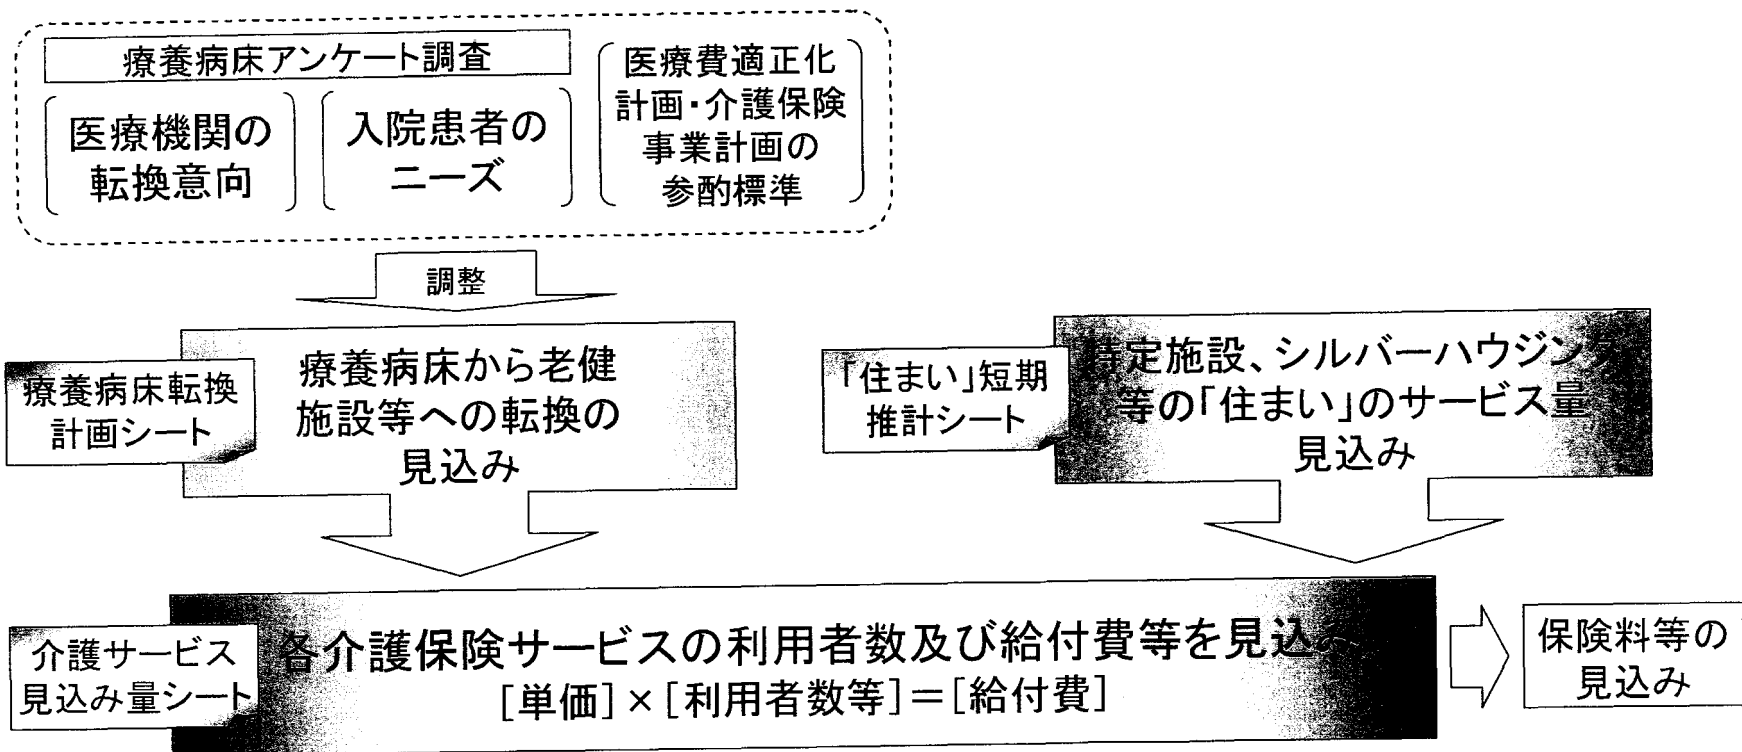 療養病床アンケート調査
医療機関の
転換意向
入院患者の
ニーズ
医療費適正化
計画・介護保険
事業計画の
参酌標準
調整
療養病床転換
計画シート
療養病床から老健
施設等への転換の
見込み
「住まい」短期
推計シート
特定施設、シルバーハウジング
等の「住まい」のサービス量
見込み
介護サービス
見込み量シート
各介護保険サービスの利用者数及び給付費等を見込み
[単価]×[利用者数等]=[給付費]
保険料等の
見込み